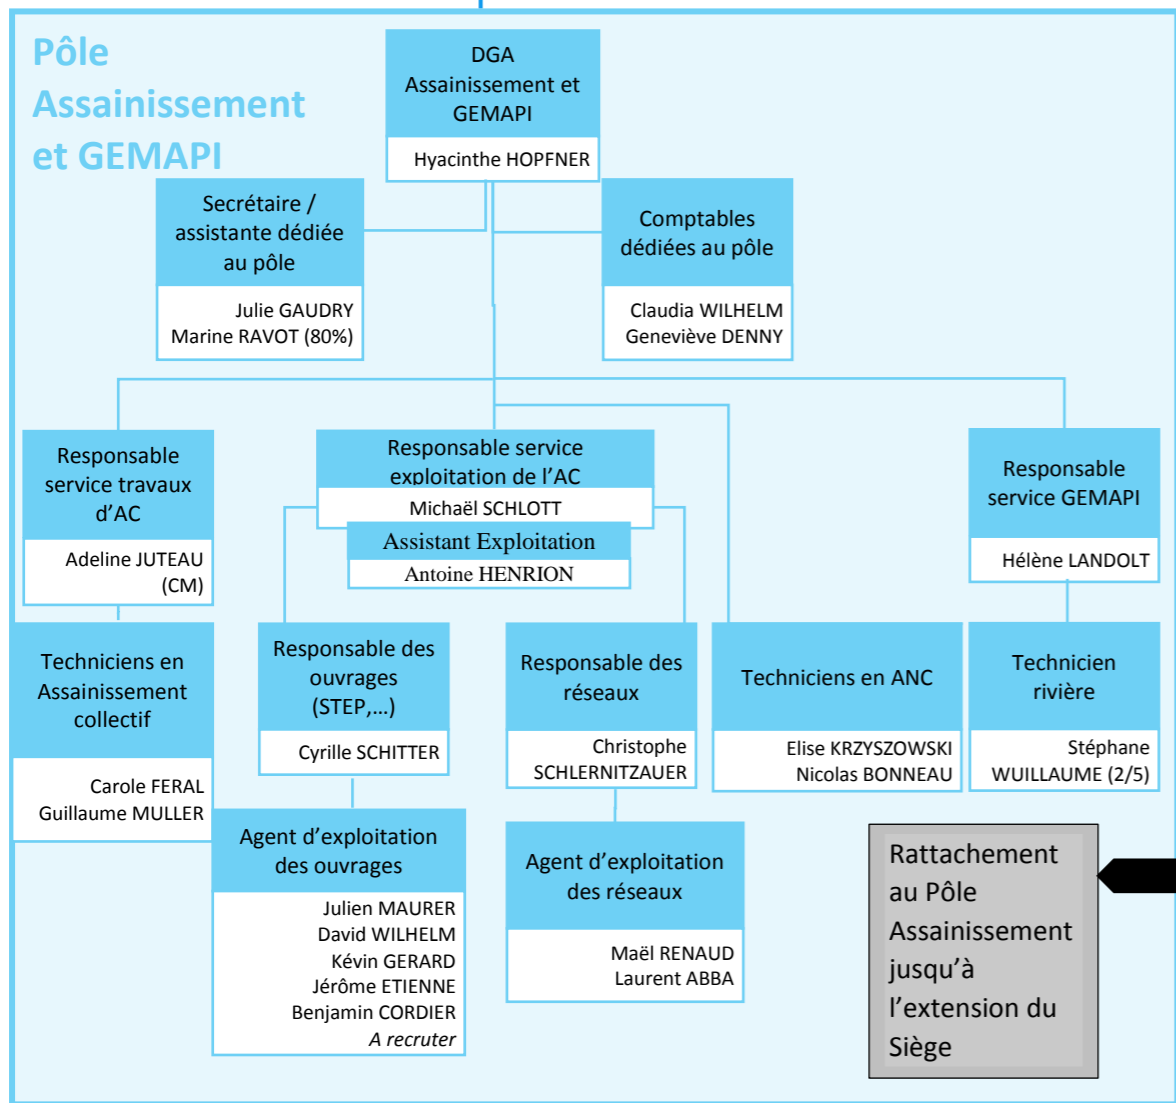 Pôle
Assainissement
et GEMAPI
DGA
Assainissement et
GEMAPI
Hyacinthe HOPFNER
Secrétaire /
assistante dédiée
au pôle
Julie GAUDRY
Marine RAVOT (80%)
Comptables
dédiées au pôle
Claudia WILHELM
Geneviève DENNY
Responsable
service travaux
d’AC
Adeline JUTEAU
(CM)
Responsable service
exploitation de l’AC
Michaël SCHLOTT
Assistant Exploitation
Antoine HENRION
Responsable
service GEMAPI
Hélène LANDOLT
Techniciens en
Assainissement
collectif
Carole FERAL
Guillaume MULLER
Responsable des
ouvrages
(STEP,...)
Cyrille SCHITTER
Responsable des
réseaux
Christophe
SCHLERNITZAUER
Techniciens en ANC
Elise KRZYSZOWSKI
Nicolas BONNEAU
Technicien
rivière
Stéphane
WUILLAUME (2/5)
Agent d’exploitation
des ouvrages
Julien MAURER
David WILHELM
Kévin GERARD
Jérôme ETIENNE
Benjamin CORDIER
A recruter
Agent d’exploitation
des réseaux
Maël RENAUD
Laurent ABBA
Rattachement
au Pôle
Assainissement
jusqu’à
l’extension du
Siège